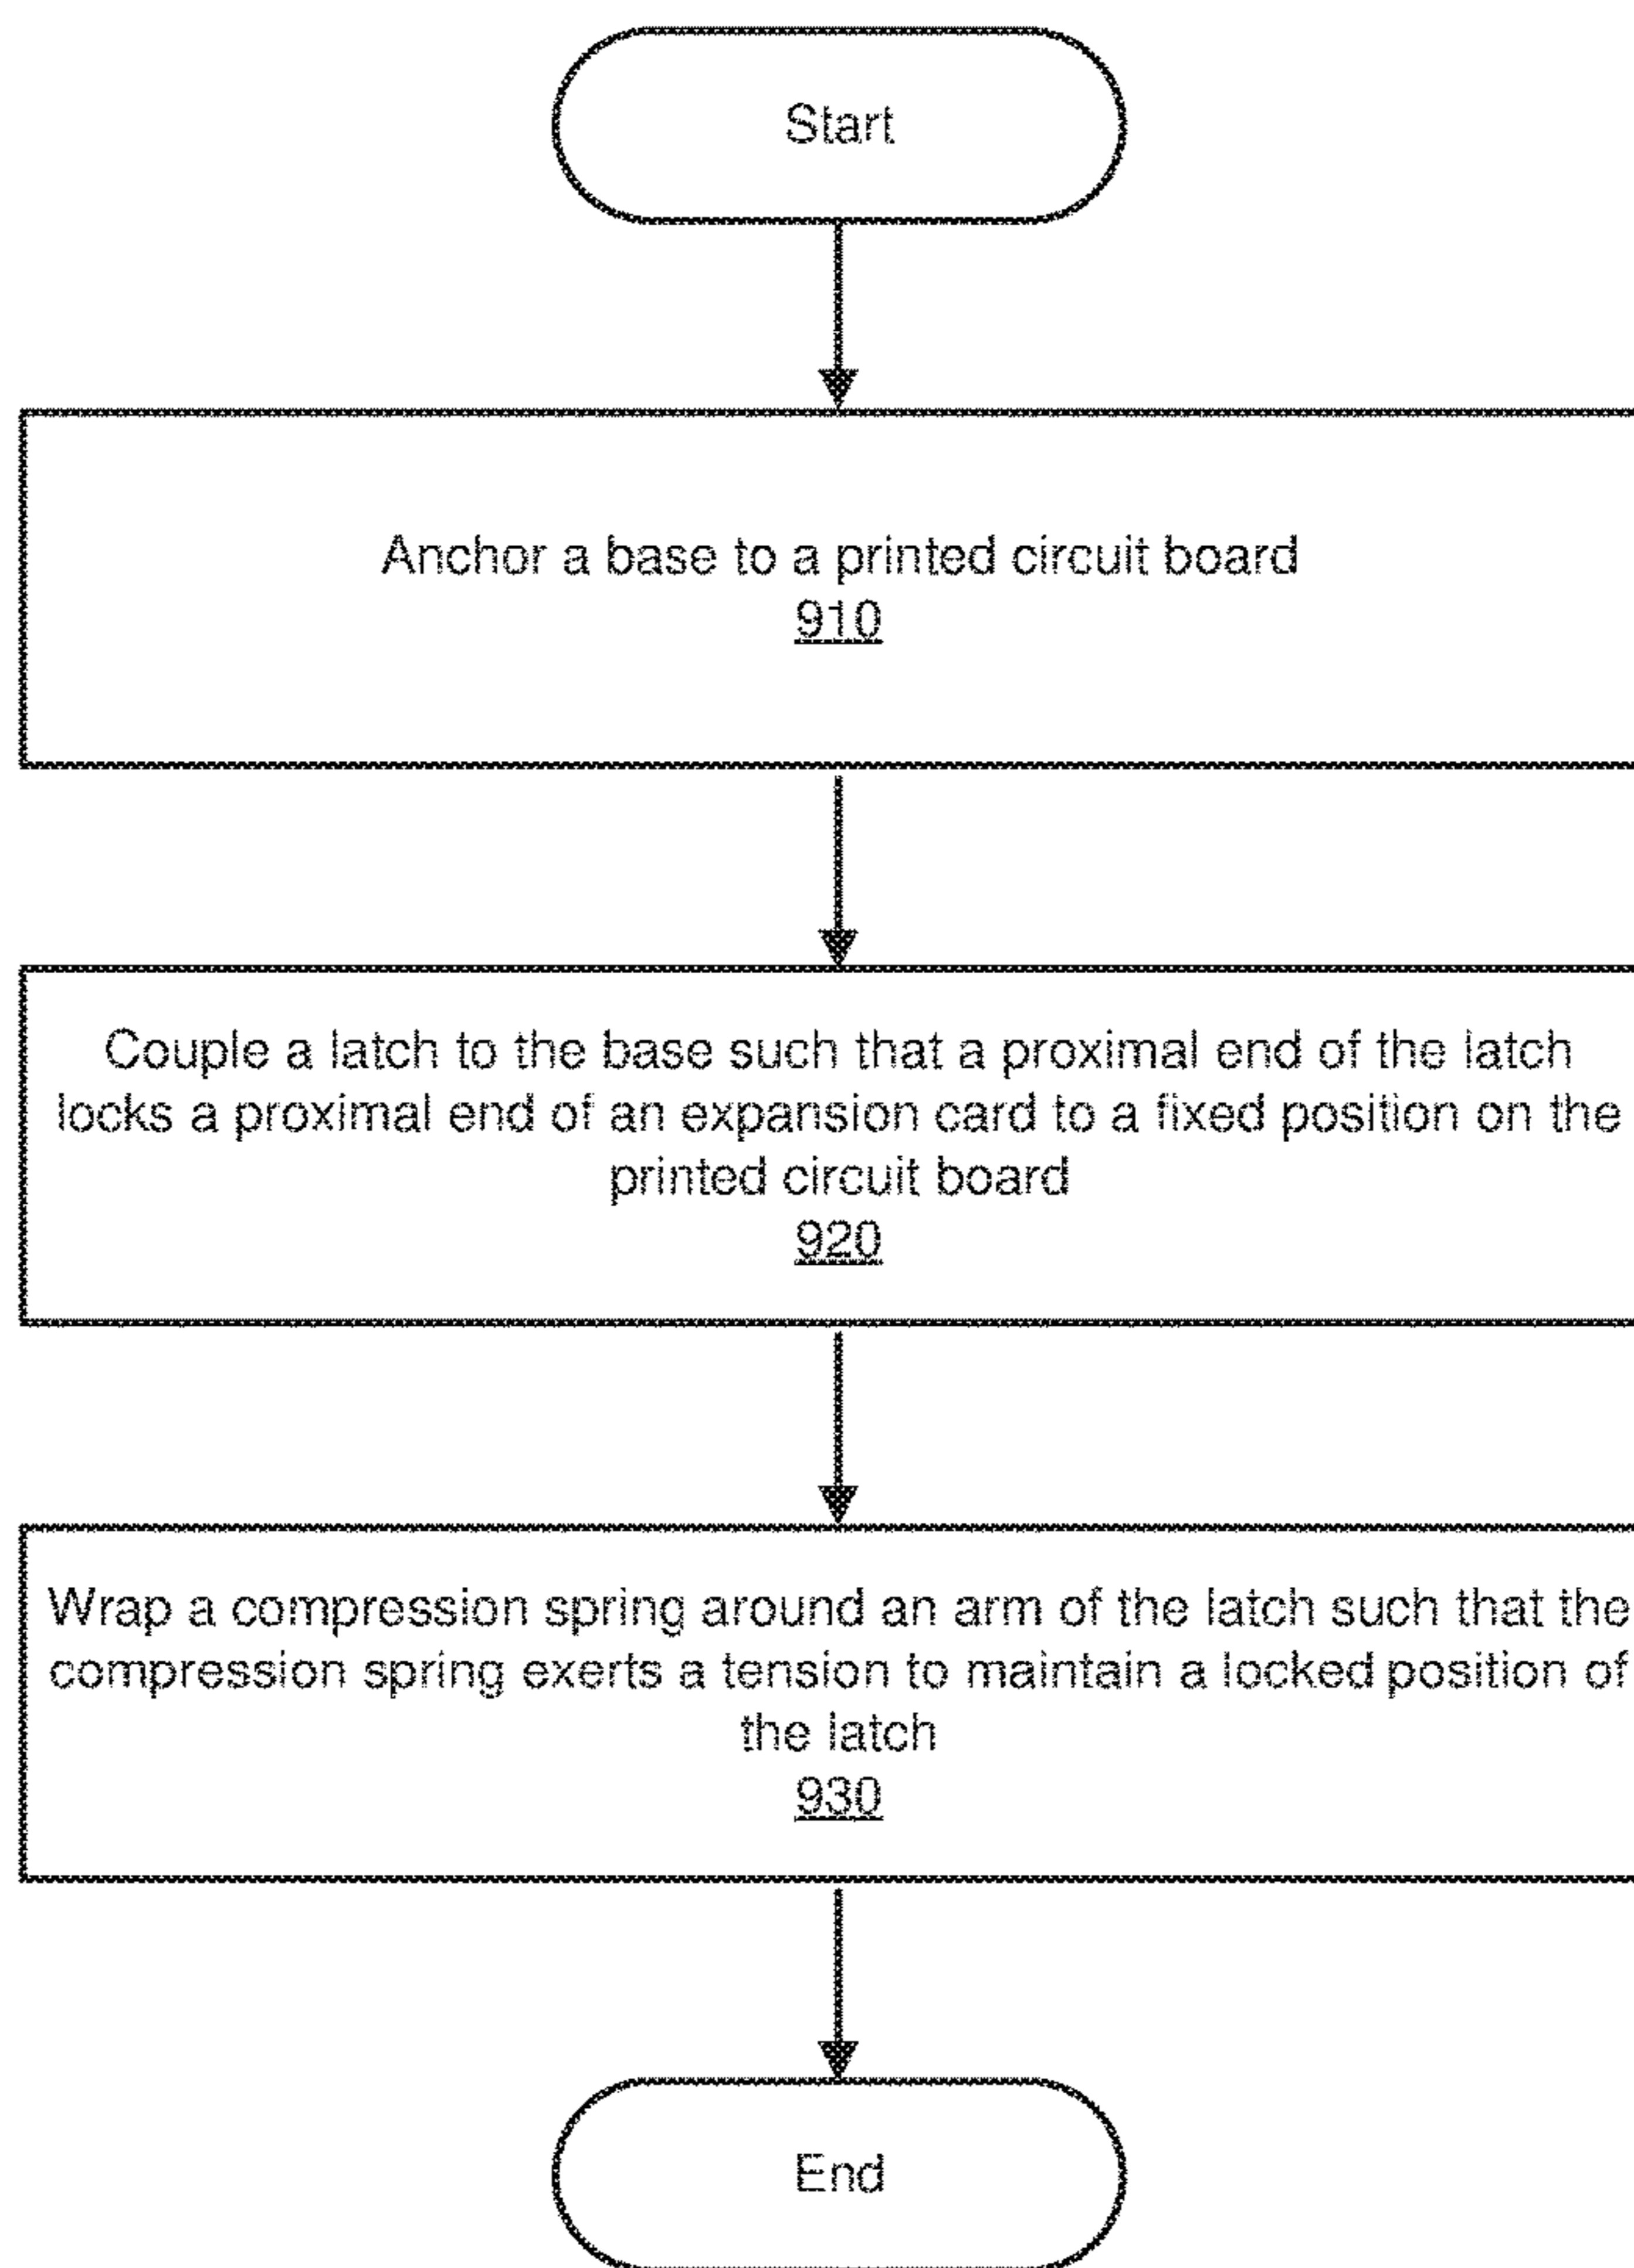 Start
Anchor a base to a printed circuit board
910
Couple a latch to the base such that a proximal end of the latch
locks a proximal end of an expansion card to a fixed position on the
printed circuit board
920
Wrap a compression spring around an arm of the latch such that the
compression spring exerts a tension to maintain a locked position of
the latch
930
End